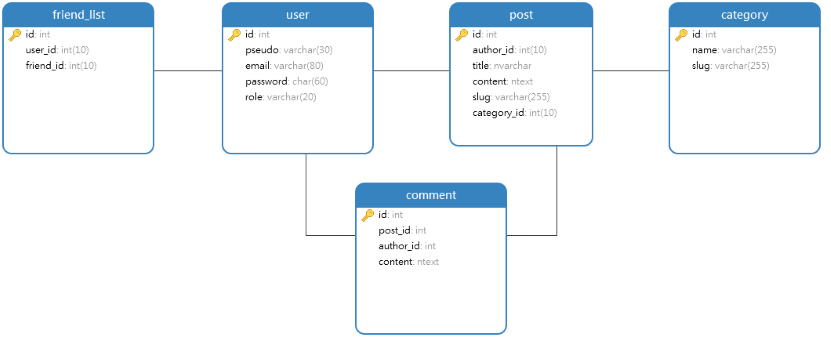 friend_list
id: int
user_id: int(10)
friend_id: int(10)
user
id: int
pseudo: varchar(30)
email: varchar(80)
password: char(60)
role: varchar(20)
post
id: int
author_id: int(10)
title: nvarchar
content: ntext
slug: varchar(255)
category_id: int(10)
category
id: int
name: varchar(255)
slug: varchar(255)
comment
id: int
post_id: int
author_id: int
content: ntext